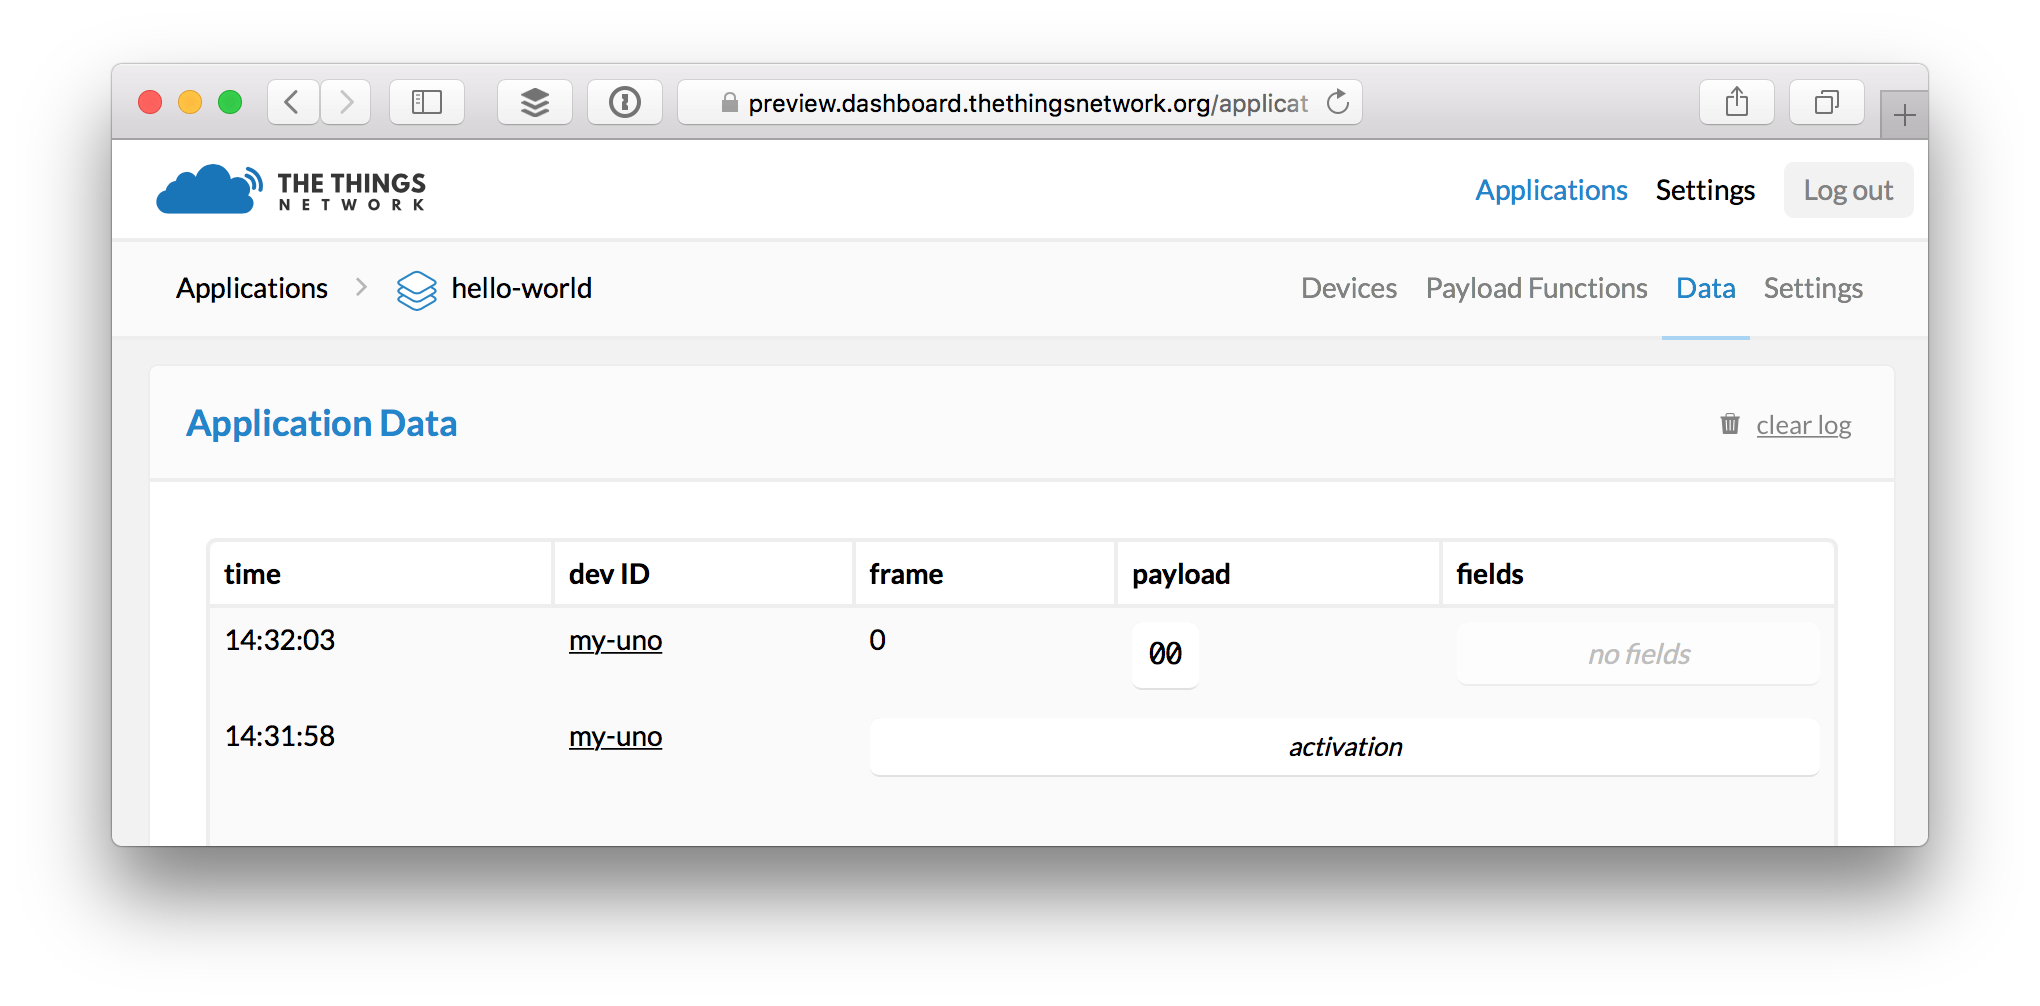 preview.dashboard.thethingsnetwork.org/applicat
THE THINGS
NETWORK
Applications Settings Log out
Applications hello-world Devices Payload Functions Data Settings
Application Data clear log
time dev ID frame payload fields
14:32:03 my-uno 0 00 no fields
14:31:58 my-uno activation